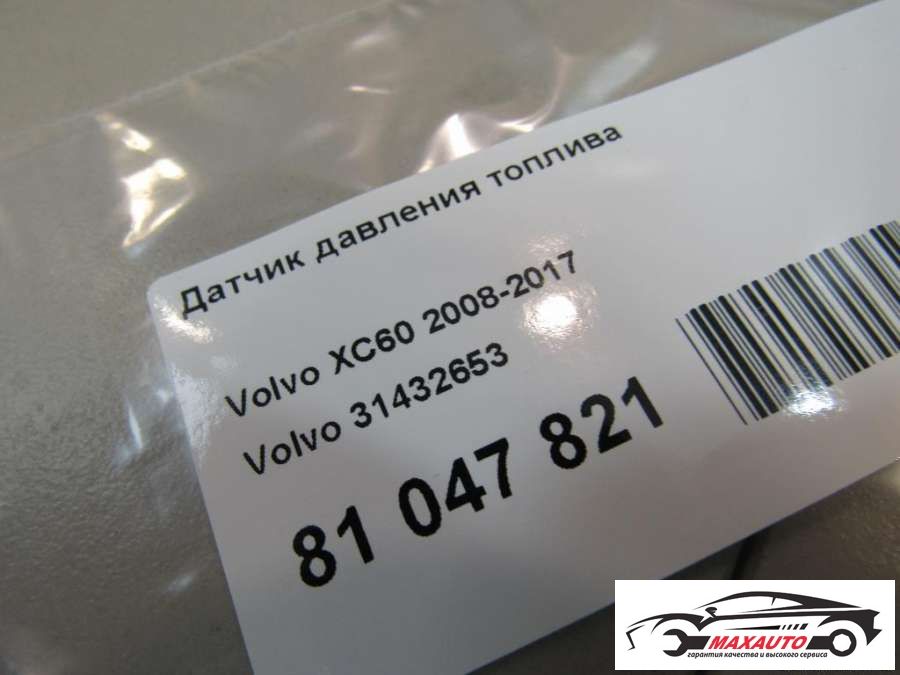 Датчик давления топлива
Volvo XC60 2008-2017
Volvo 31432653
81 047 821
MAXAUTO
гарантия качества и высокого сервиса